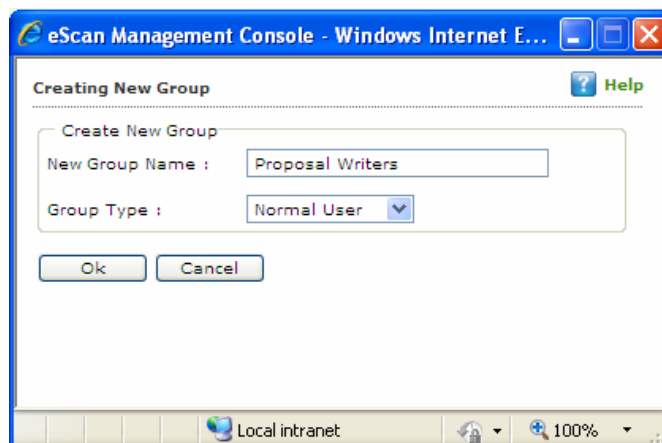 eScan Management Console - Windows Internet E...
Creating New Group
? Help
Create New Group
New Group Name : Proposal Writers
Group Type : Normal User
Ok Cancel
Local intranet 100%